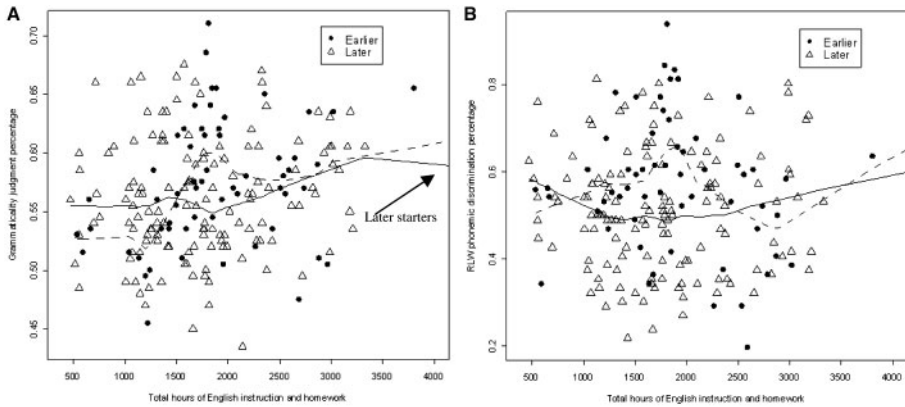 A
Grammaticality judgment percentage
0.70
0.65
0.60
0.55
0.50
0.45
Earlier
Later
Later starters
500 1000 1500 2000 2500 3000 3500 4000
Total hours of English instruction and homework
B
RLW phonemic discrimination percentage
0.8
0.6
0.4
0.2
Earlier
Later
500 1000 1500 2000 2500 3000 3500 4000
Total hours of English instruction and homework